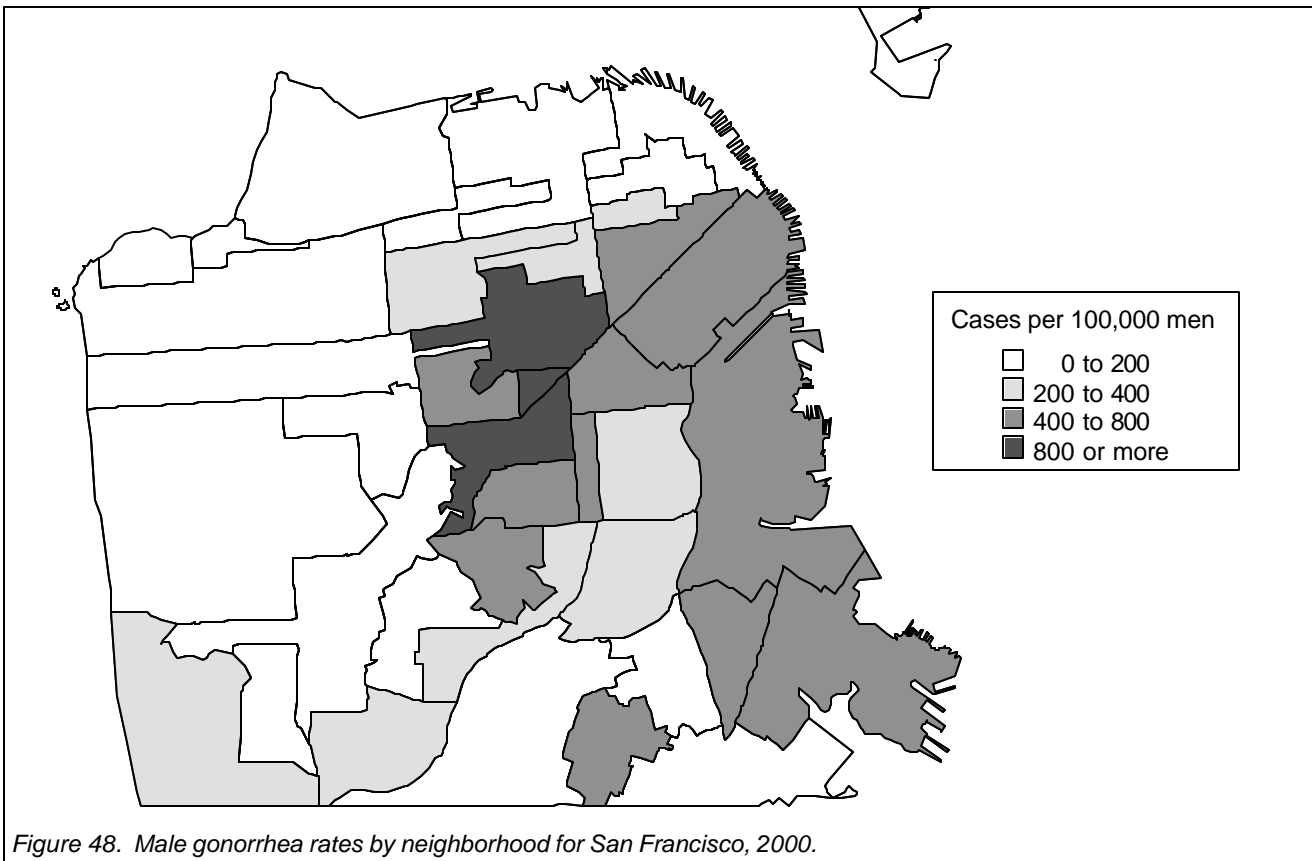 Cases per 100,000 men
0 to 200
200 to 400
400 to 800
800 or more
Figure 48. Male gonorrhea rates by neighborhood for San Francisco, 2000.